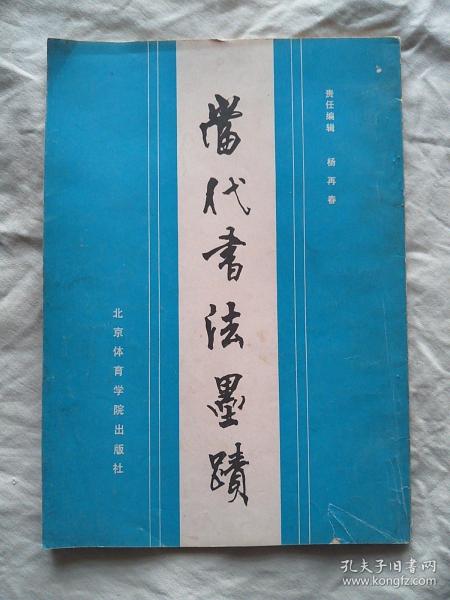 责任编辑 杨再春
當代书法墨蹟
北京体育学院出版社
孔夫子旧书网
www.kongfz.com